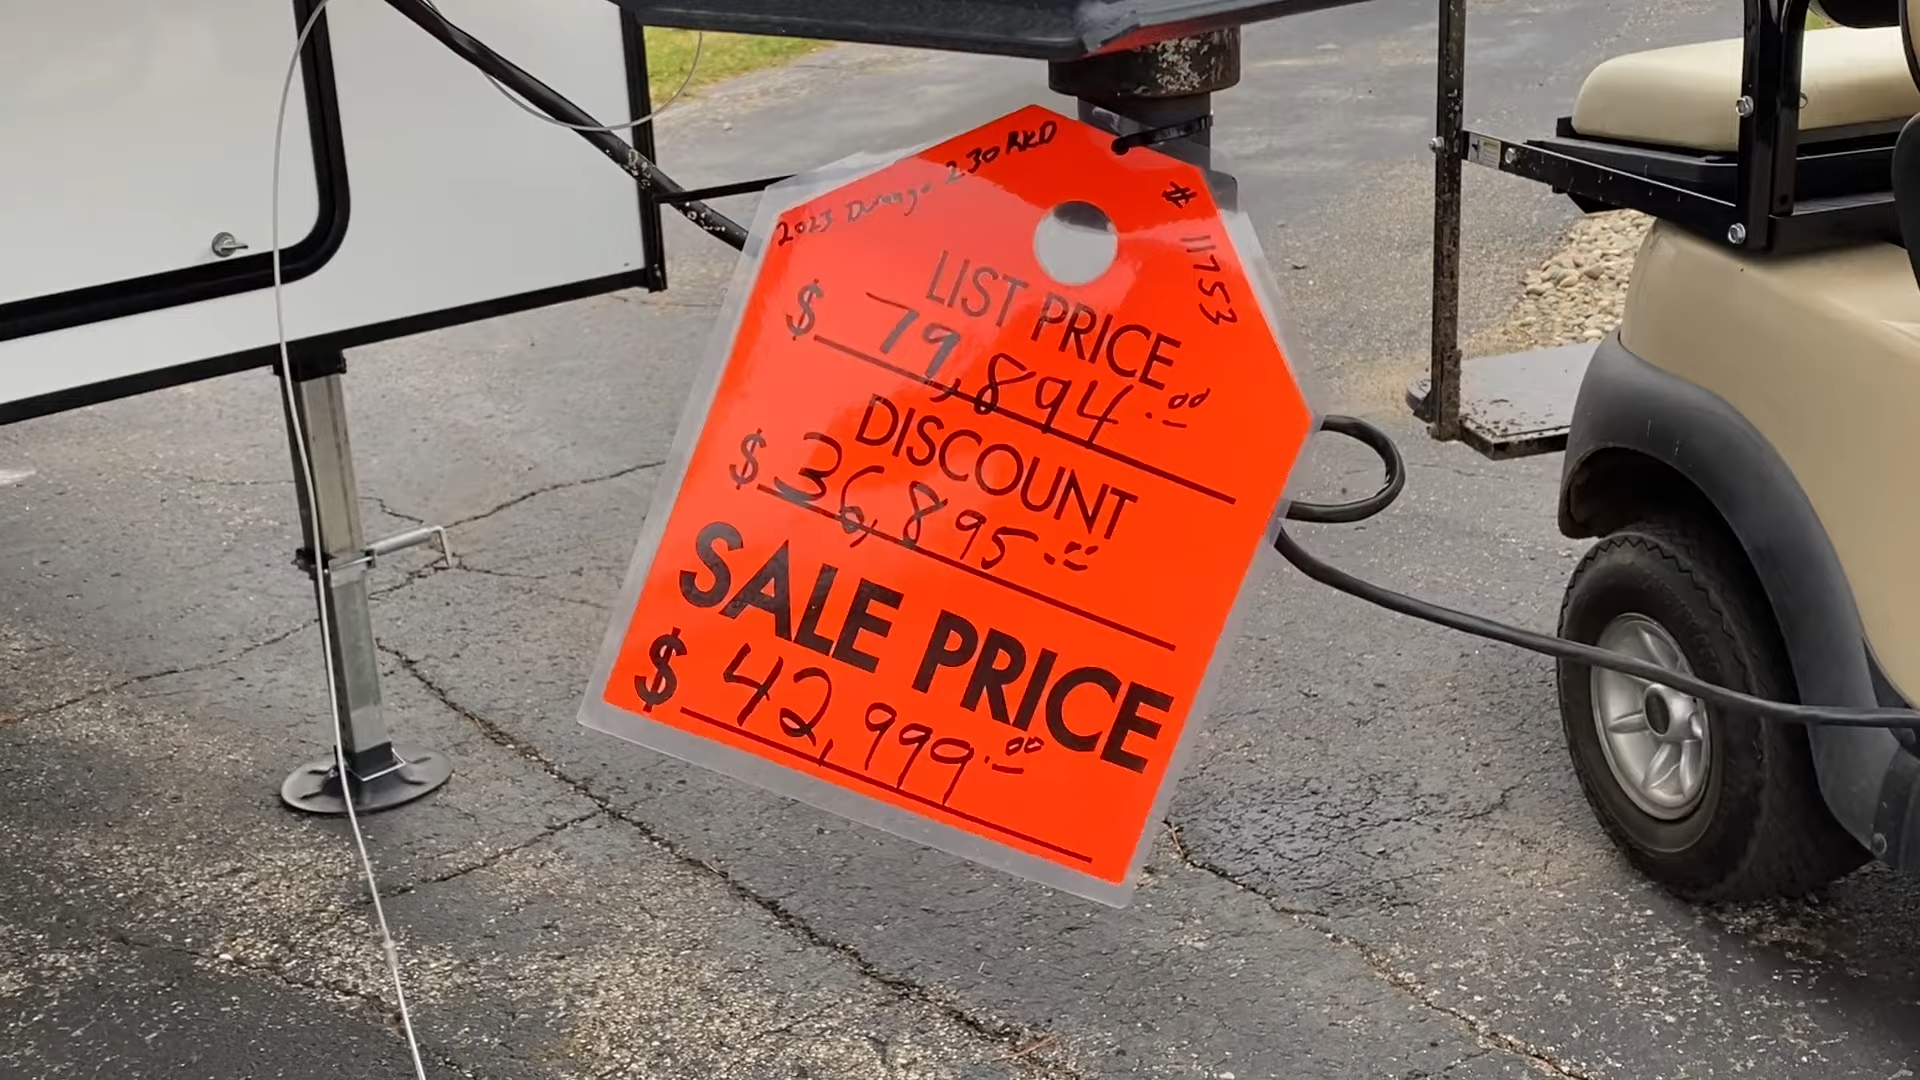 2023 Durango 230 RKD
# 11753
LIST PRICE
$ 79,894.00
DISCOUNT
$ 36,895.00
SALE PRICE
$ 42,999.00